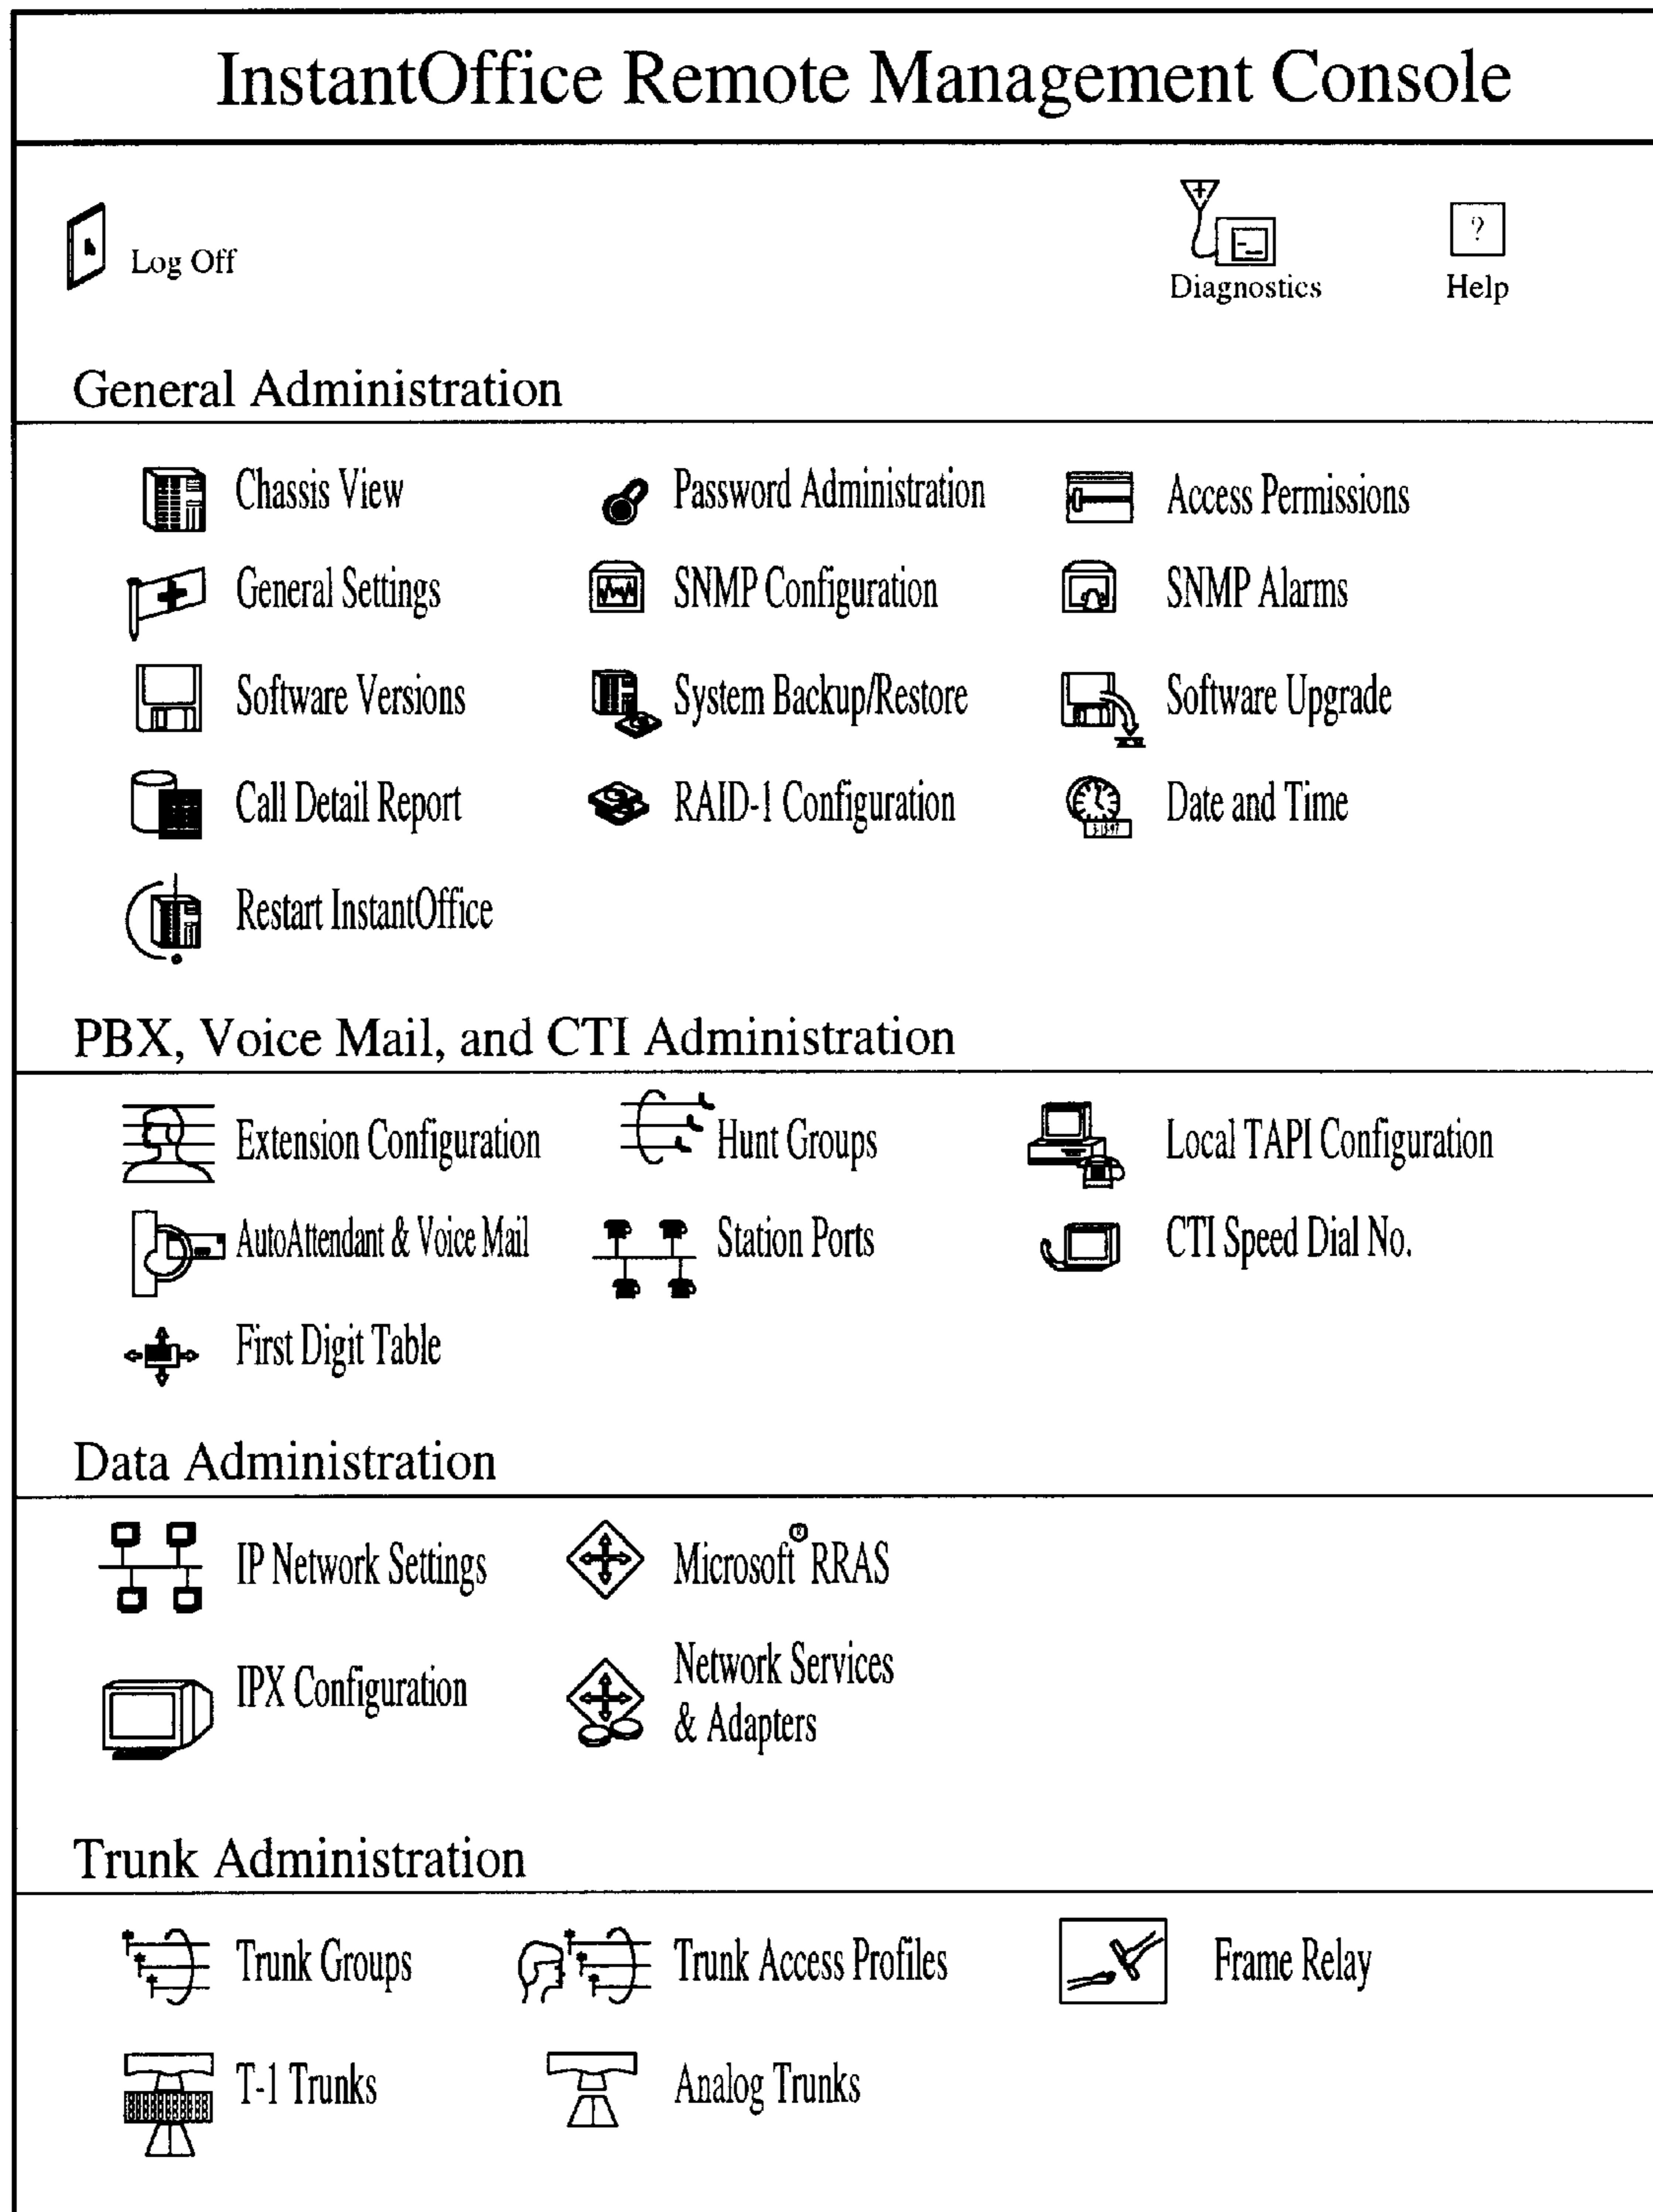 InstantOffice Remote Management Console
Log Off
Diagnostics
?
Help
General Administration
Chassis View
Password Administration
Access Permissions
General Settings
SNMP Configuration
SNMP Alarms
Software Versions
System Backup/Restore
Software Upgrade
Call Detail Report
RAID-1 Configuration
Date and Time
Restart InstantOffice
PBX, Voice Mail, and CTI Administration
Extension Configuration
Hunt Groups
Local TAPI Configuration
AutoAttendant & Voice Mail
Station Ports
CTI Speed Dial No.
First Digit Table
Data Administration
IP Network Settings
Microsoft® RRAS
IPX Configuration
Network Services
& Adapters
Trunk Administration
Trunk Groups
Trunk Access Profiles
Frame Relay
T-1 Trunks
Analog Trunks